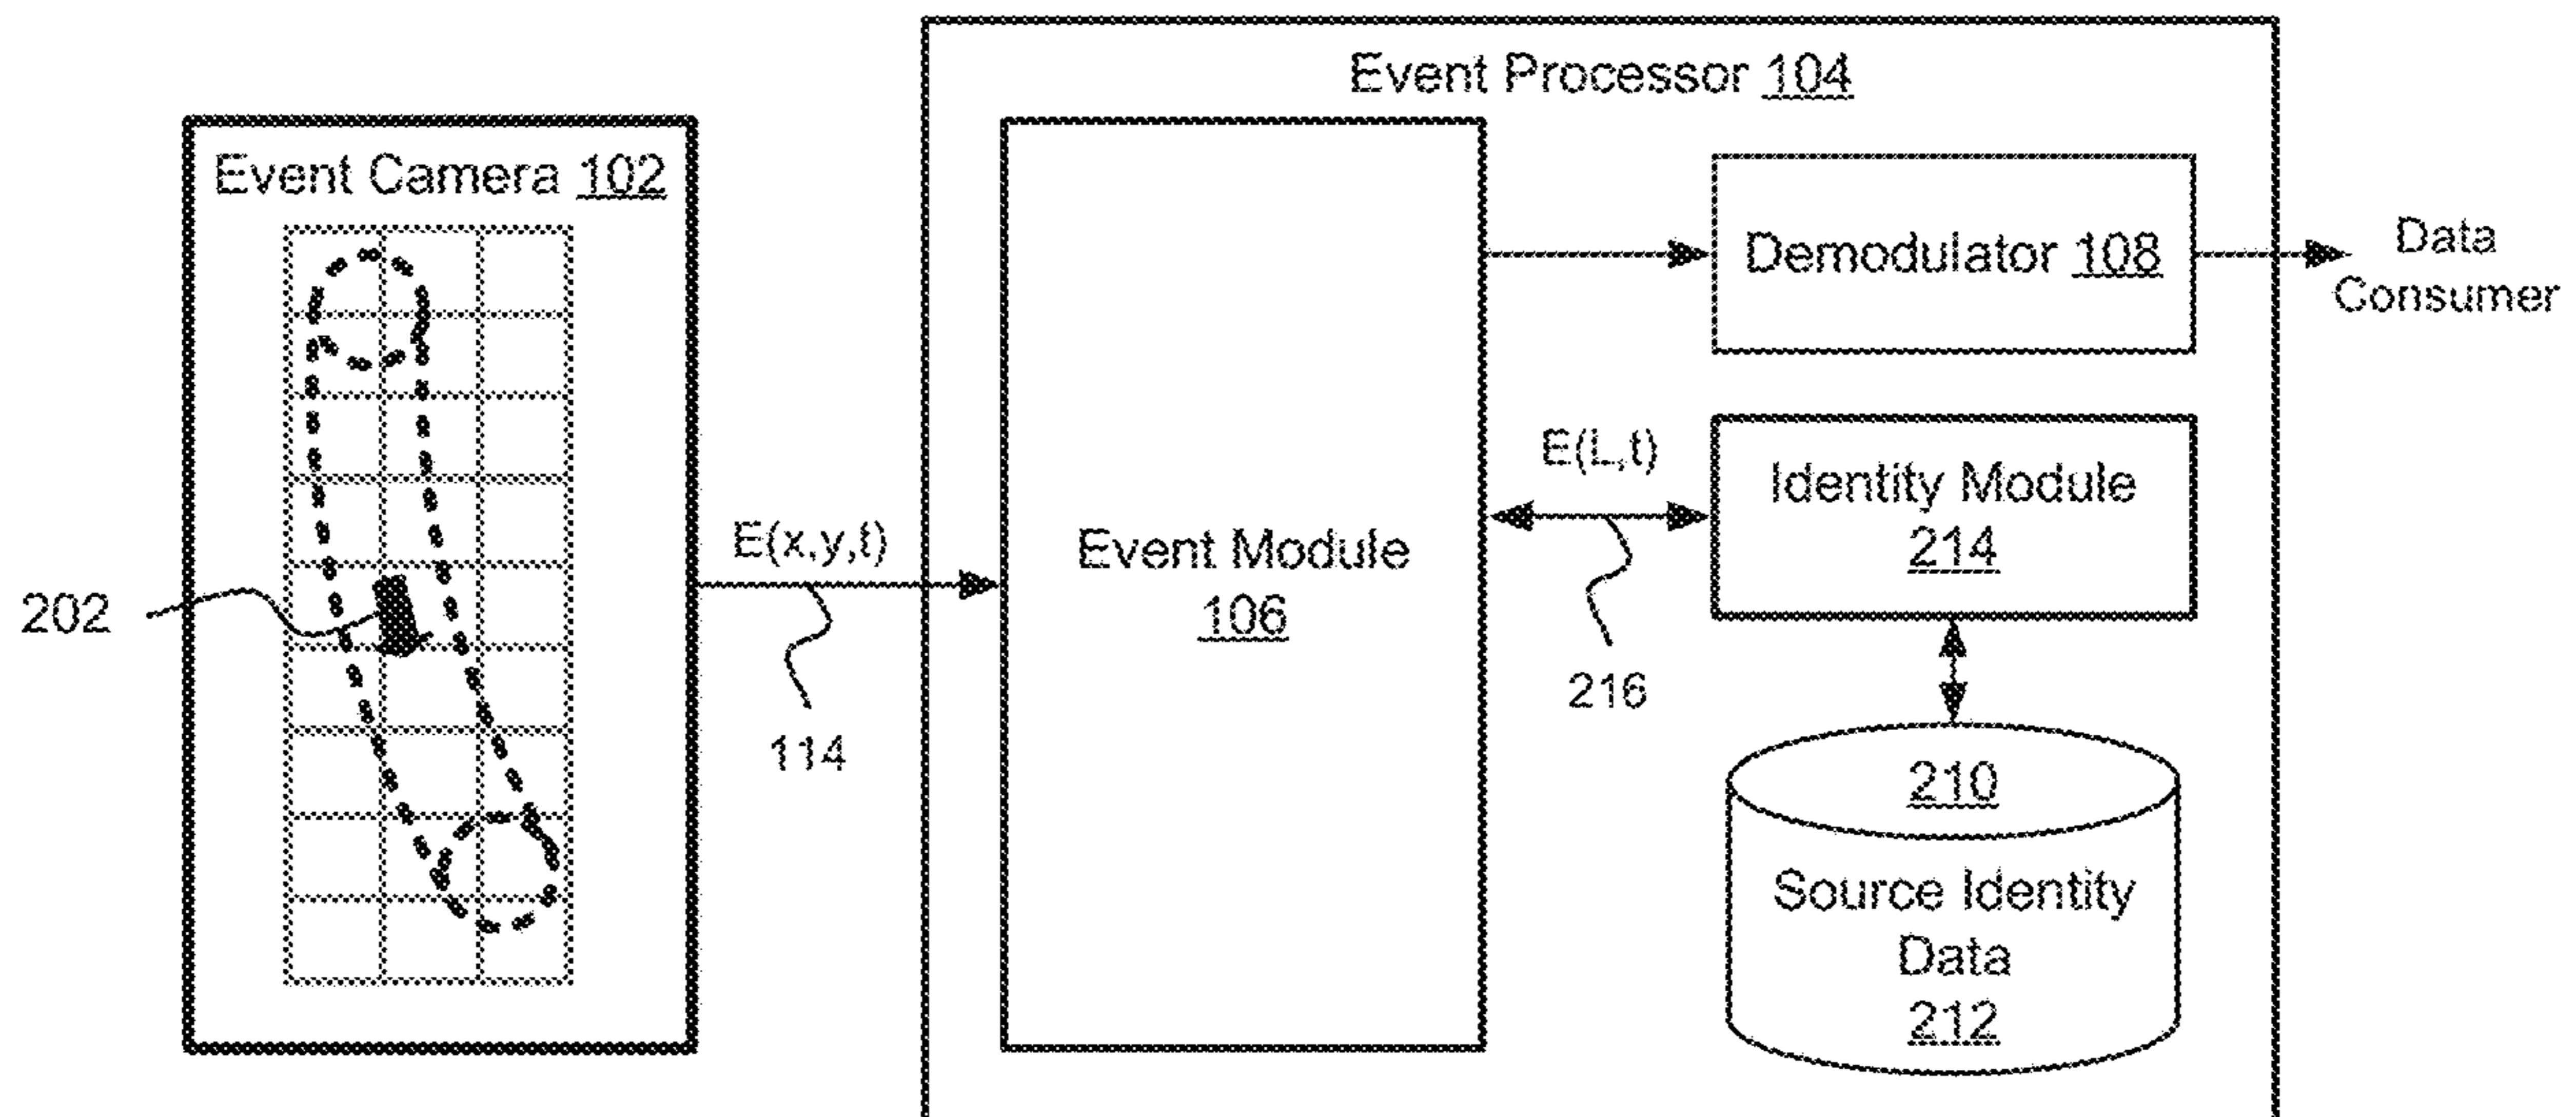 Event Processor 104
Event Camera 102
Demodulator 108
Data
Consumer
E(x,y,t)
Event Module
106
E(L,t)
Identity Module
214
202
114
216
210
Source Identity
Data
212